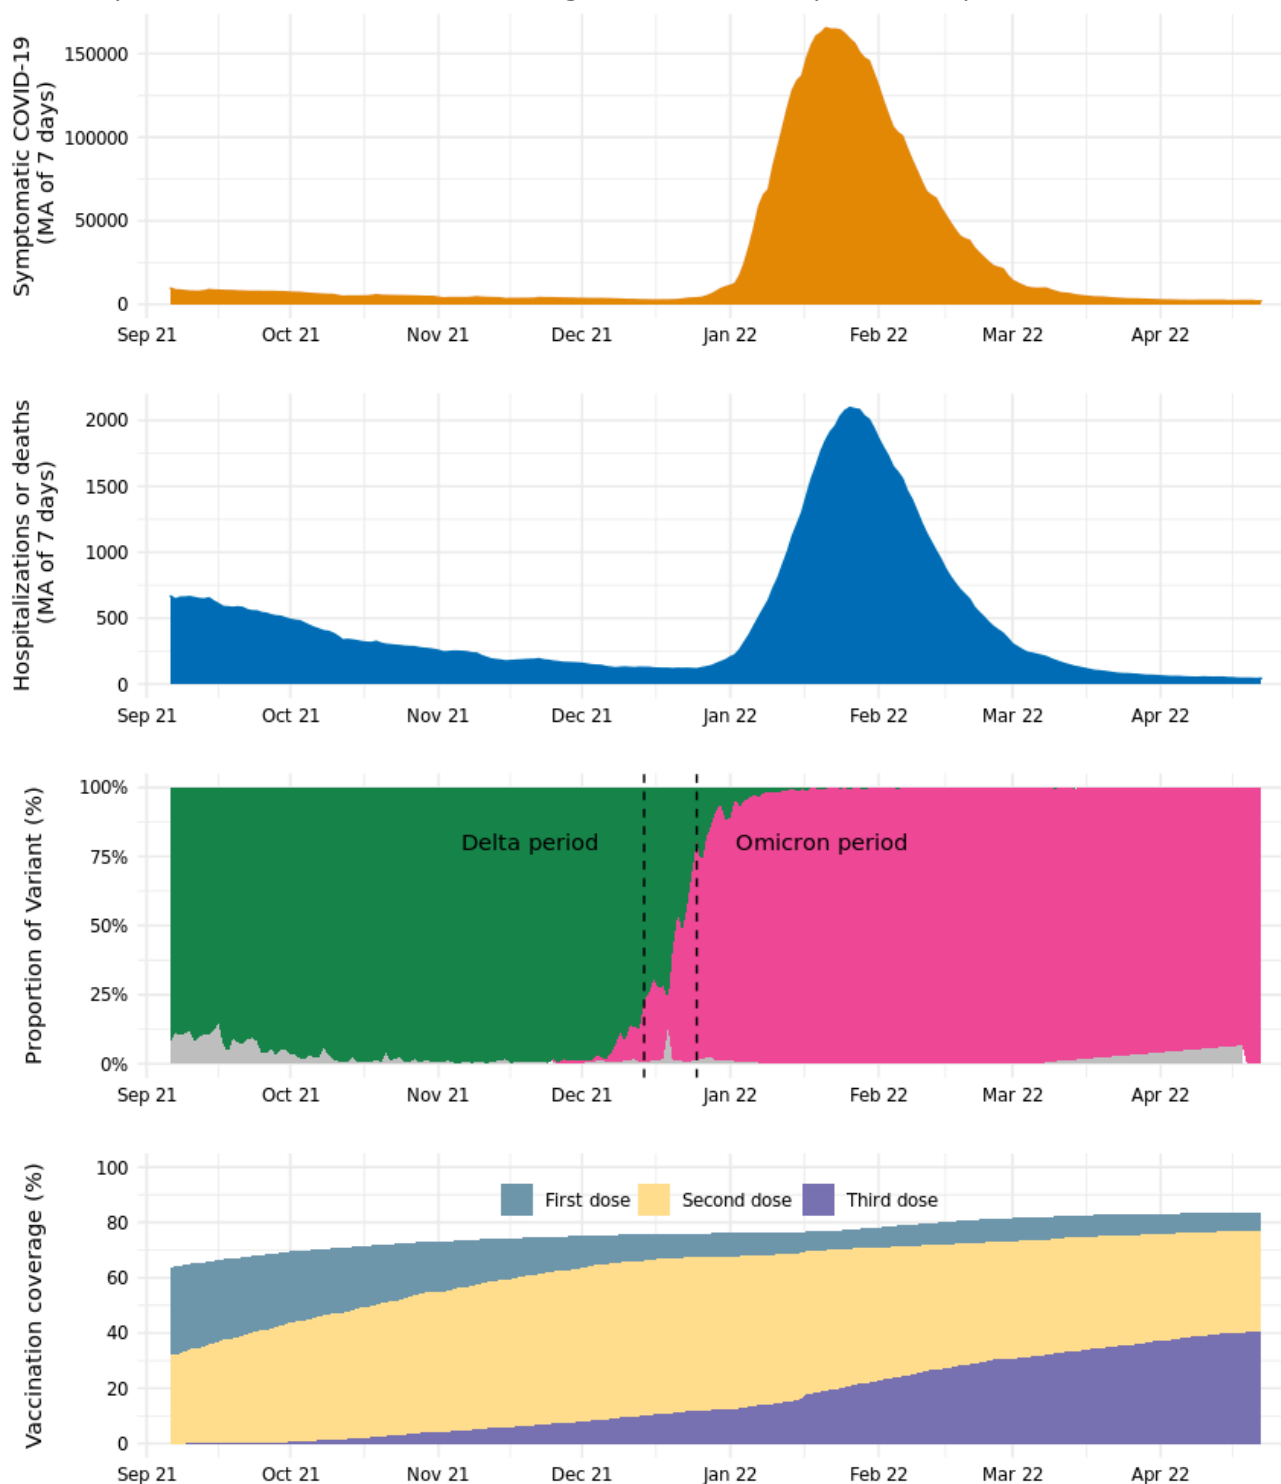 Symptomatic COVID-19
(MA of 7 days)
150000
100000
50000
0
Sep 21 Oct 21 Nov 21 Dec 21 Jan 22 Feb 22 Mar 22 Apr 22
Hospitalizations or deaths
(MA of 7 days)
2000
1500
1000
500
0
Sep 21 Oct 21 Nov 21 Dec 21 Jan 22 Feb 22 Mar 22 Apr 22
Proportion of Variant (%)
100%
75%
50%
25%
0%
Delta period Omicron period
Sep 21 Oct 21 Nov 21 Dec 21 Jan 22 Feb 22 Mar 22 Apr 22
Vaccination coverage (%)
100
80
60
40
20
0
First dose Second dose Third dose
Sep 21 Oct 21 Nov 21 Dec 21 Jan 22 Feb 22 Mar 22 Apr 22